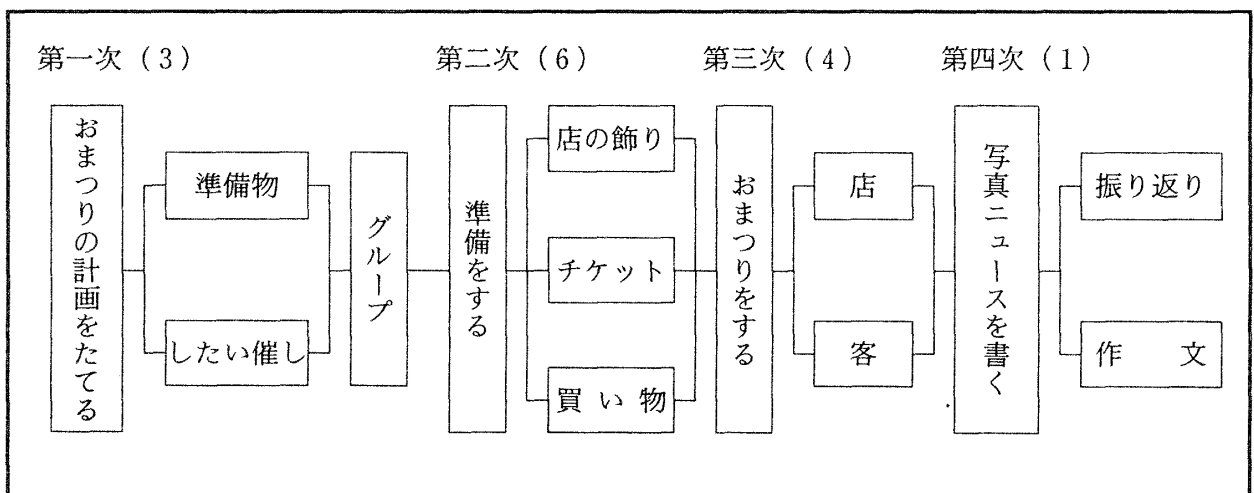 第一次（3）
おまつりの計画をたてる
準備物
したい催し
グループ
第二次（6）
準備をする
店の飾り
チケット
買い物
第三次（4）
おまつりをする
店
客
第四次（1）
写真ニュースを書く
振り返り
作　文